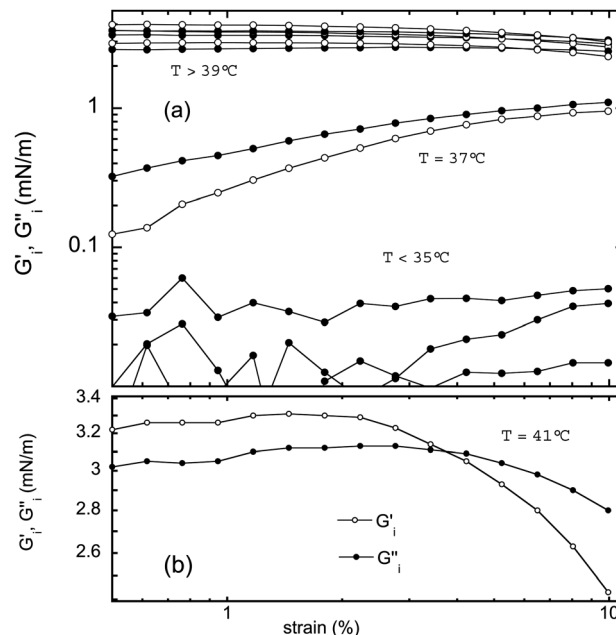 (a)
T > 39°C
T = 37°C
T < 35°C
1
0.1
G'i, G''i (mN/m)
(b)
T = 41°C
G'i
G''i
3.4
3.2
3
2.8
2.6
G'i, G''i (mN/m)
1
10
strain (%)